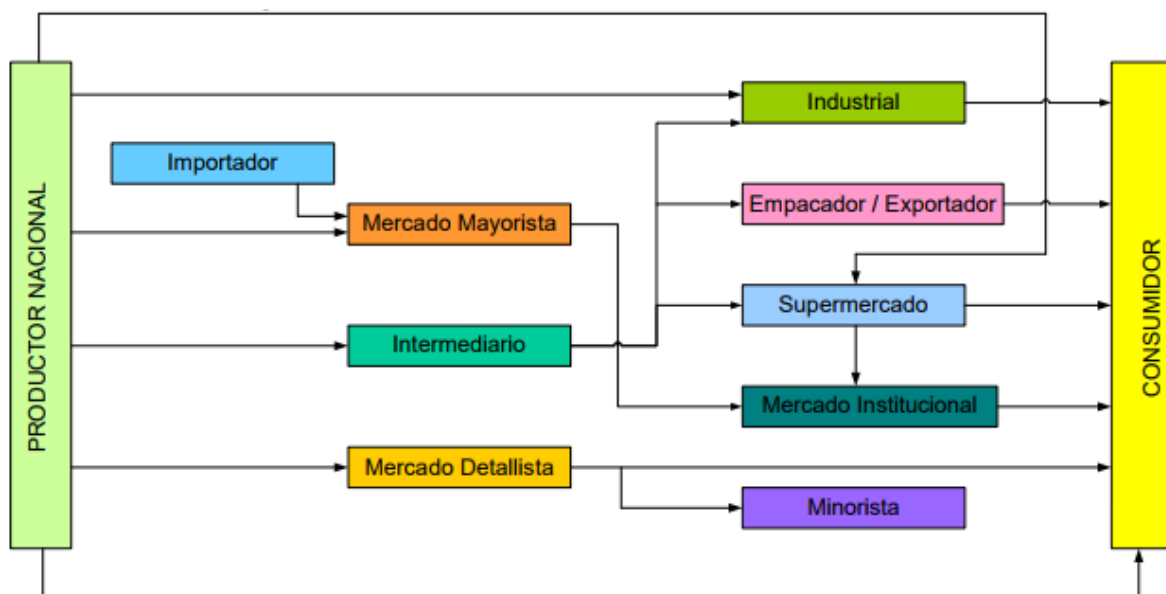 PRODUCTOR NACIONAL
Industrial
Importador
Empacador / Exportador
Mercado Mayorista
Supermercado
Intermediario
Mercado Institucional
Mercado Detallista
Minorista
CONSUMIDOR